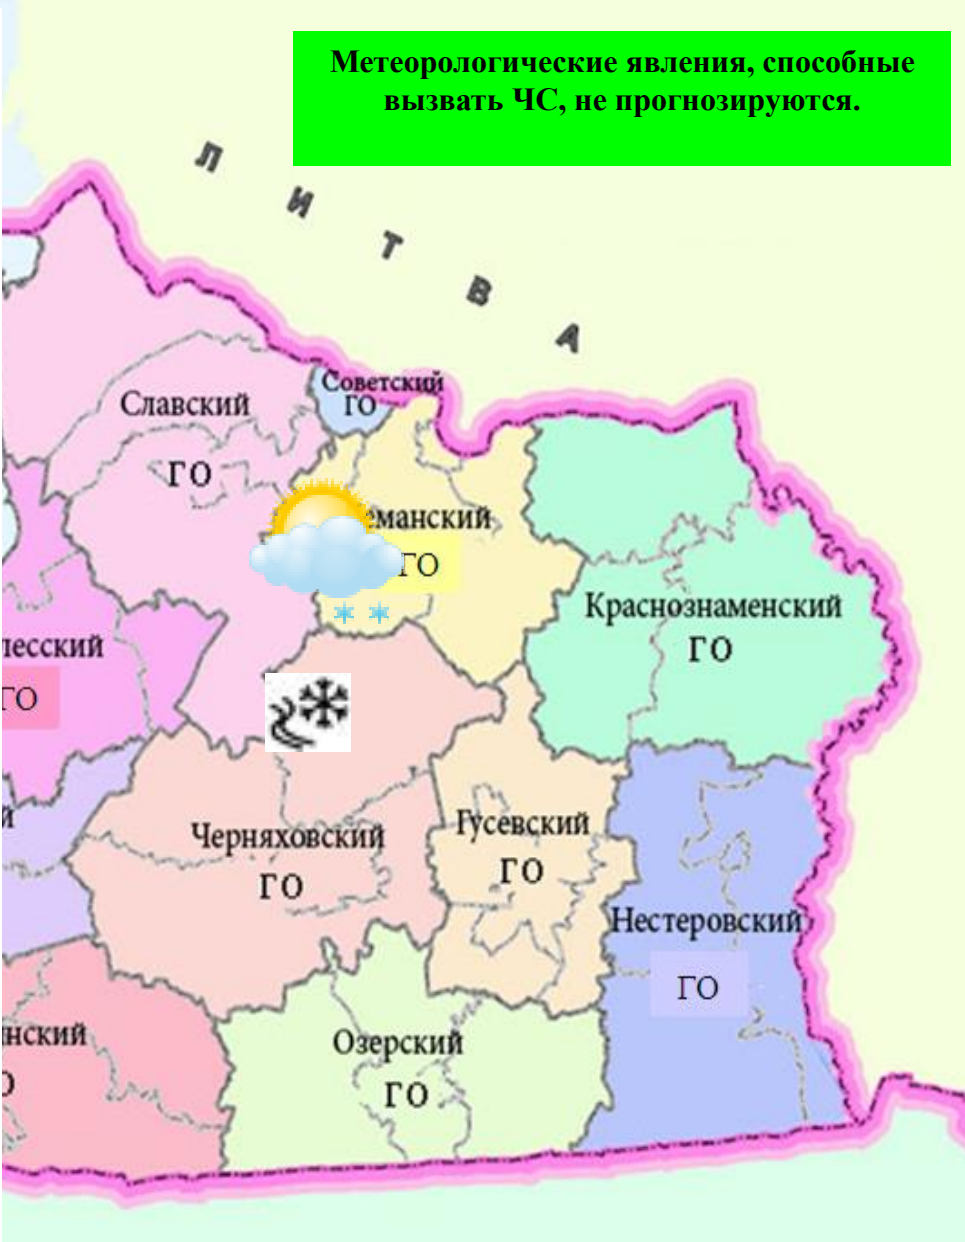 Метеорологические явления, способные
вызвать ЧС, не прогнозируются.
ЛИТВА
Советский
ГО
Славский
ГО
еманский
ГО
Краснознаменский
ГО
лесский
ГО
Гусевский
ГО
й
Черняховский
ГО
Нестеровский
ГО
нский
О
Озерский
ГО